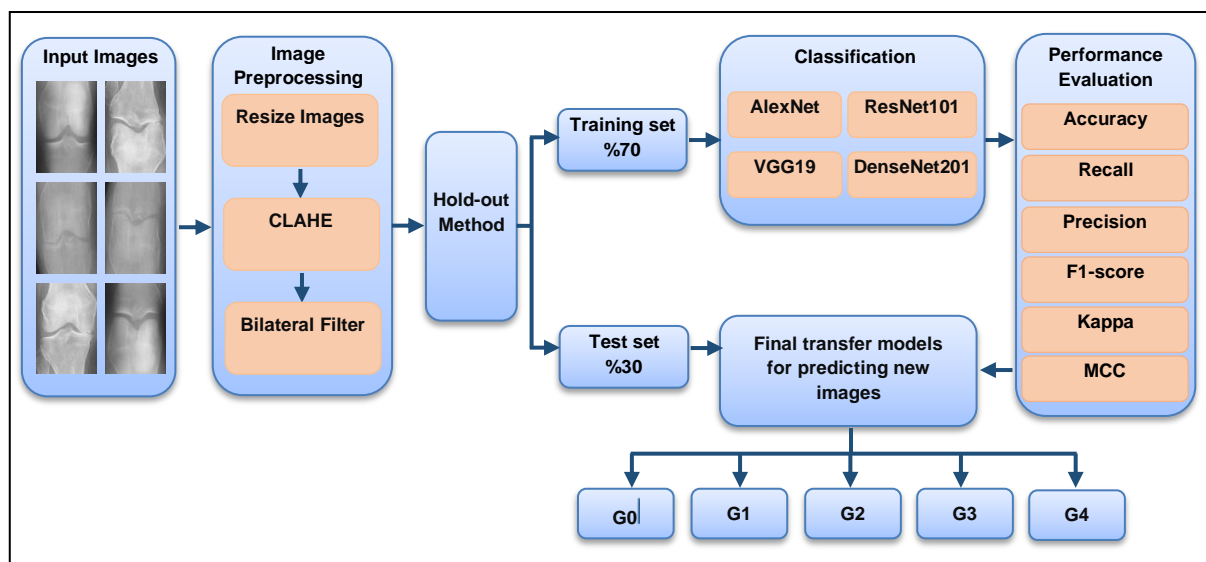 Input Images
Image
Preprocessing
Resize Images
CLAHE
Bilateral Filter
Hold-out
Method
Training set
%70
Test set
%30
Classification
AlexNet
ResNet101
VGG19
DenseNet201
Final transfer models
for predicting new
images
Performance
Evaluation
Accuracy
Recall
Precision
F1-score
Kappa
MCC
G0
G1
G2
G3
G4